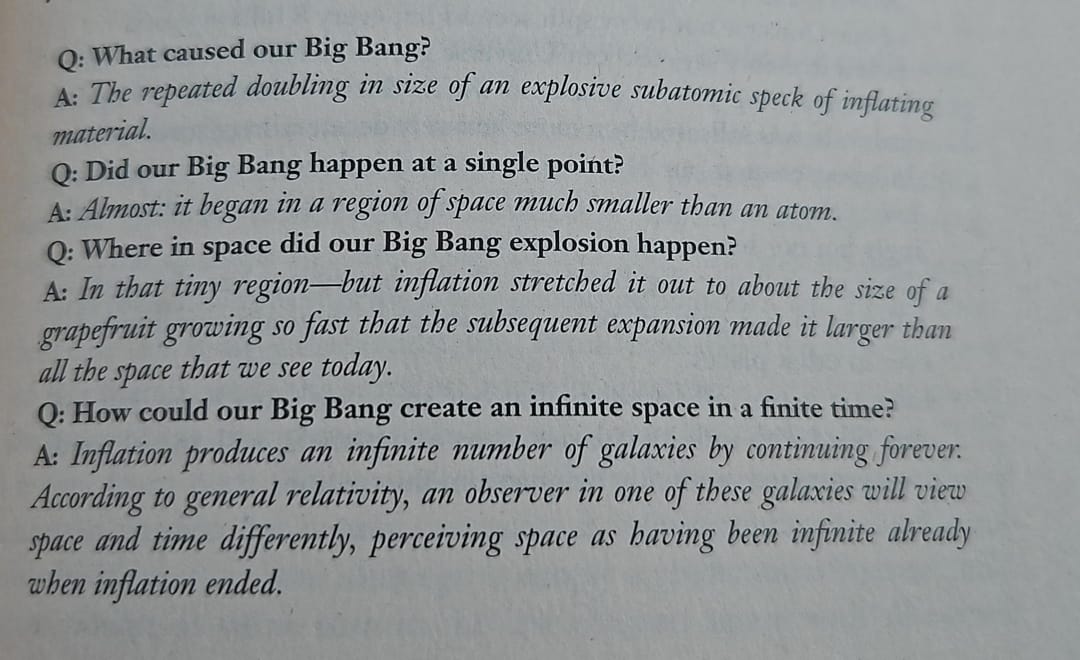 Q: What caused our Big Bang?
A: The repeated doubling in size of an explosive subatomic speck of inflating
material.
Q: Did our Big Bang happen at a single point?
A: Almost: it began in a region of space much smaller than an atom.
Q: Where in space did our Big Bang explosion happen?
A: In that tiny region—but inflation stretched it out to about the size of a
grapefruit growing so fast that the subsequent expansion made it larger than
all the space that we see today.
Q: How could our Big Bang create an infinite space in a finite time?
A: Inflation produces an infinite number of galaxies by continuing forever.
According to general relativity, an observer in one of these galaxies will view
space and time differently, perceiving space as having been infinite already
when inflation ended.